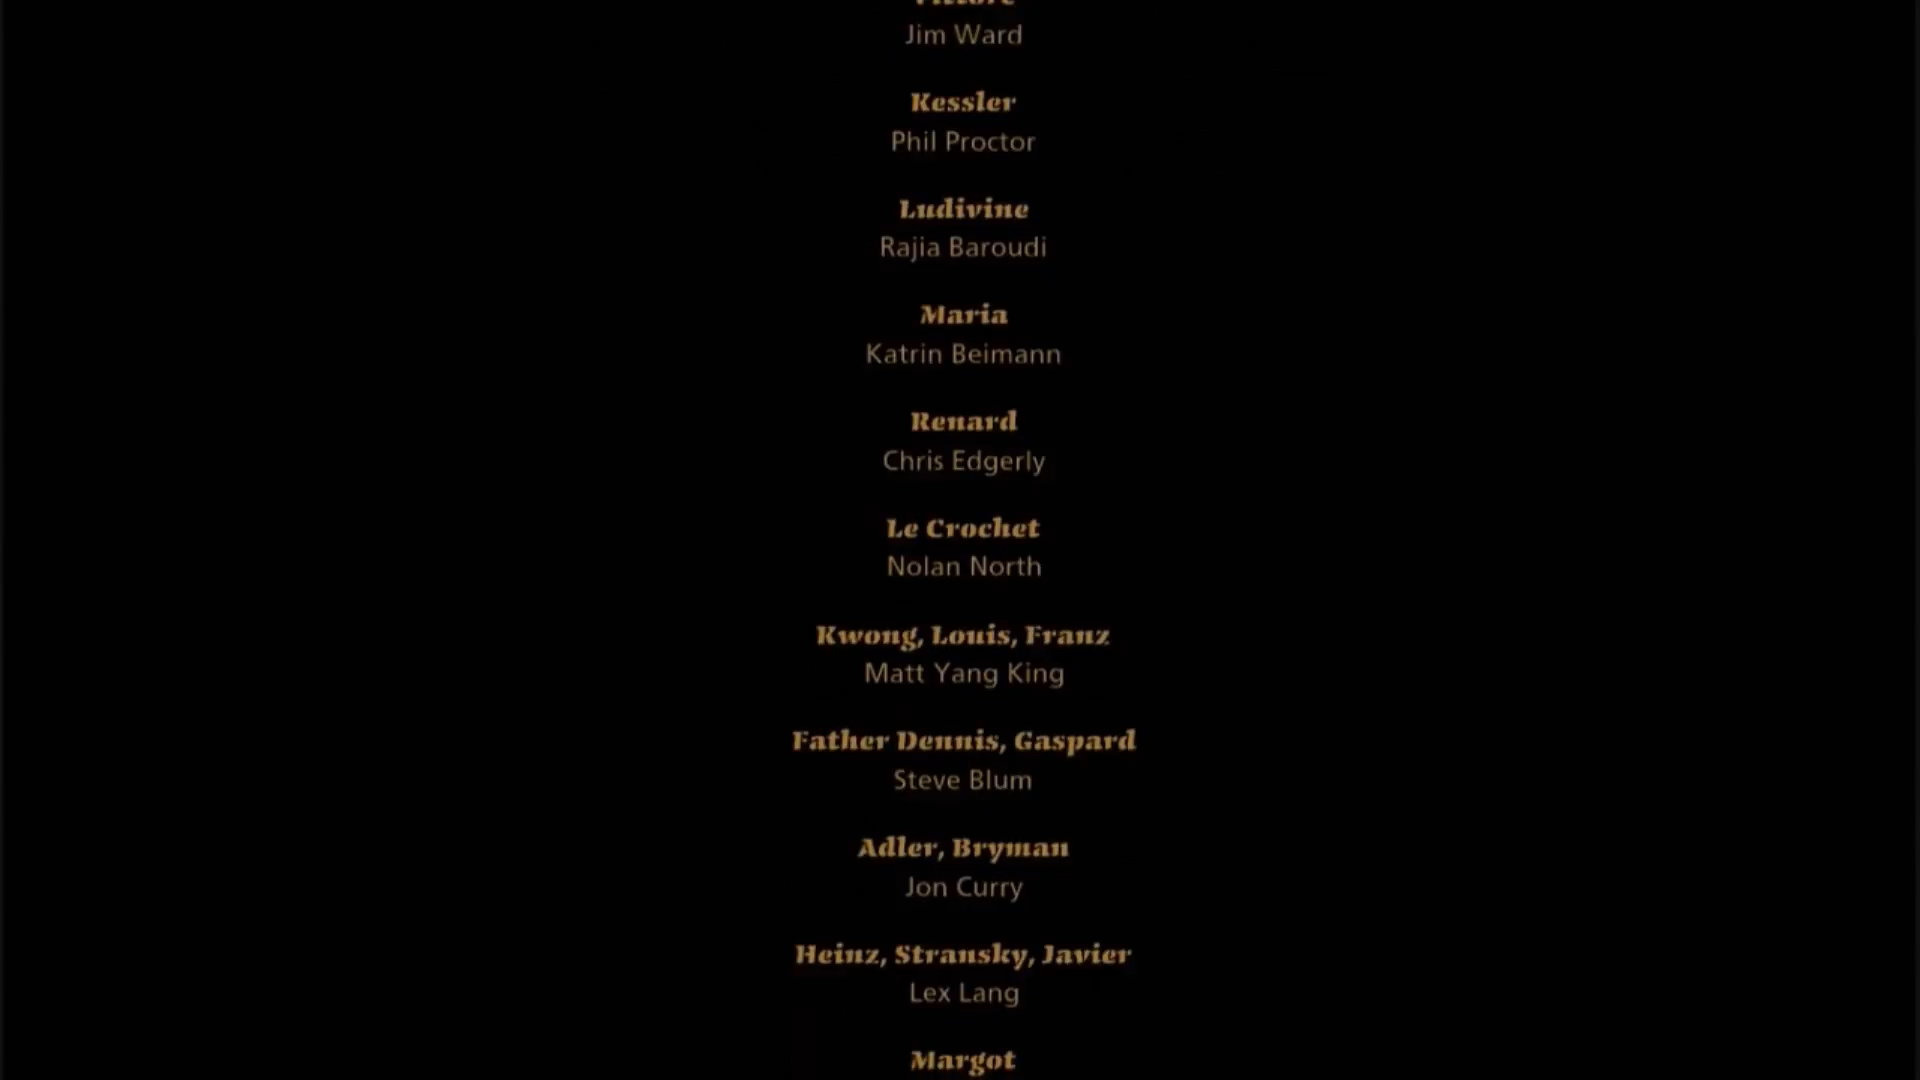 Jim Ward
Kessler
Phil Proctor
Ludivine
Rajia Baroudi
Maria
Katrin Beimann
Renard
Chris Edgerly
Le Crochet
Nolan North
Kwong, Louis, Franz
Matt Yang King
Father Dennis, Gaspard
Steve Blum
Adler, Bryman
Jon Curry
Heinz, Stransky, Javier
Lex Lang
Margot